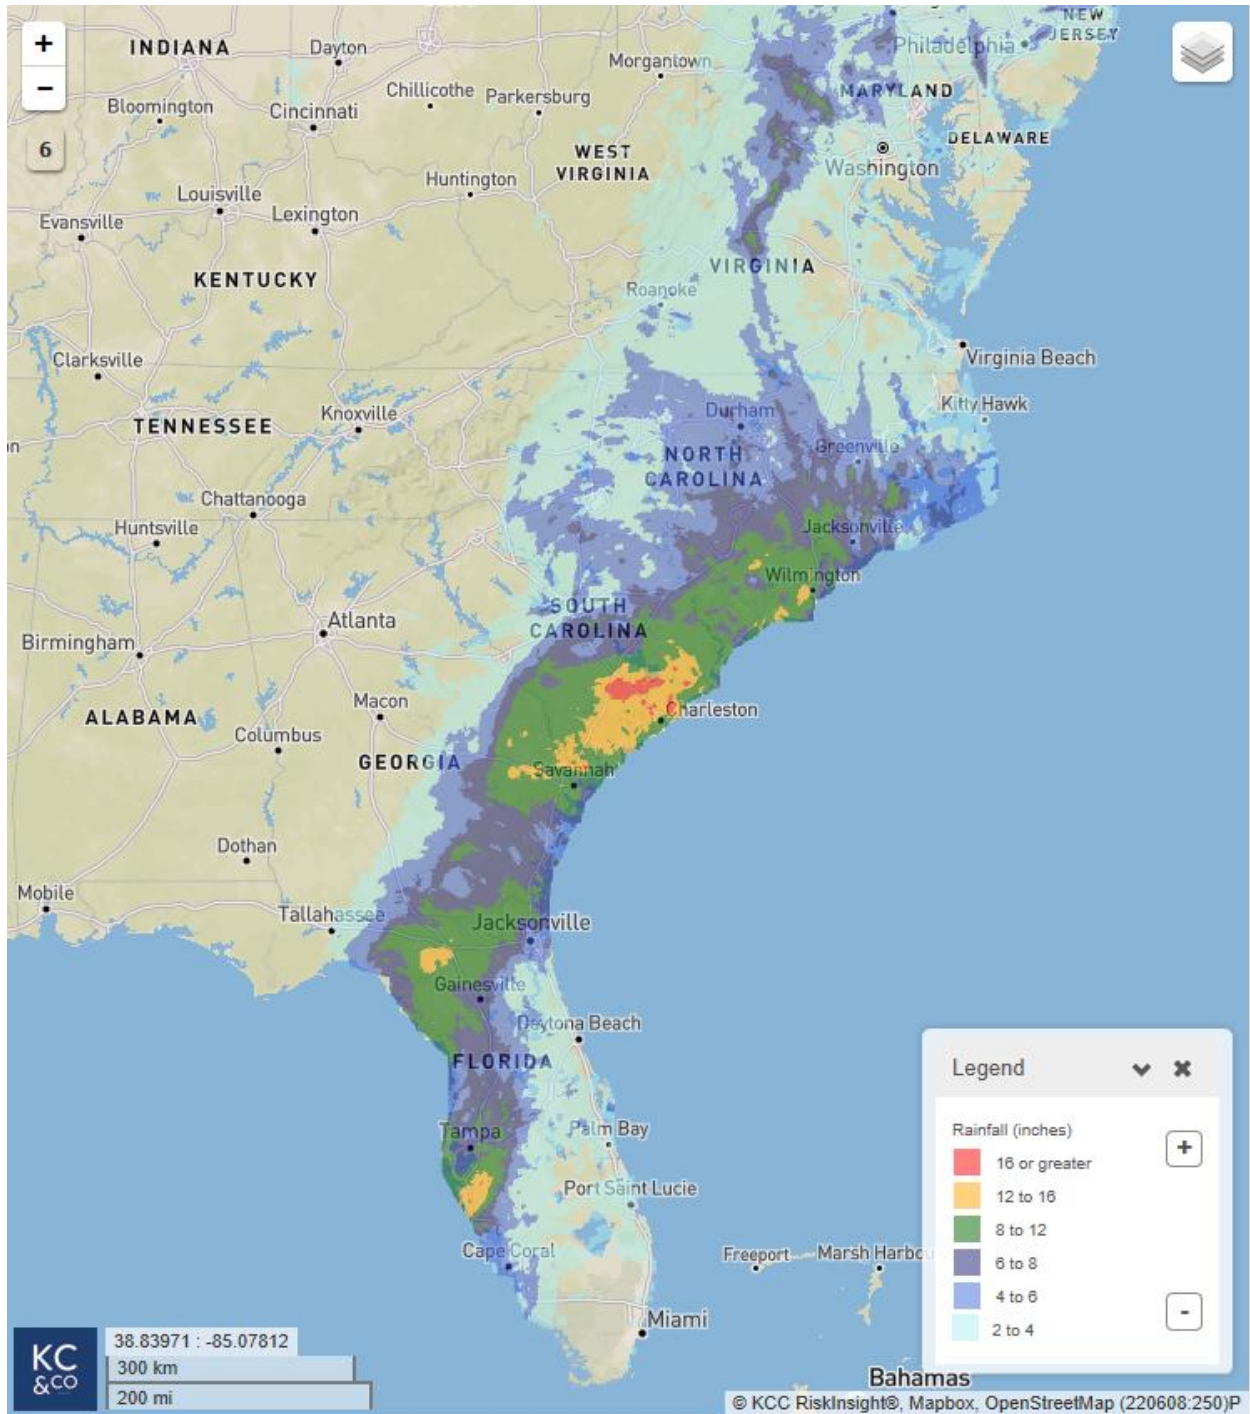 +
−
6
INDIANA
Dayton
Morgantown
Philadelphia
NEW
JERSEY
Bloomington
Cincinnati
Chillicothe
Parkersburg
MARYLAND
DELAWARE
WEST
VIRGINIA
Washington
Evansville
Louisville
Lexington
Huntington
KENTUCKY
VIRGINIA
Roanoke
Clarksville
Virginia Beach
TENNESSEE
Knoxville
Durham
Kitty Hawk
on
NORTH
CAROLINA
Greenville
Chattanooga
Huntsville
Jacksonville
Wilmington
Birmingham
Atlanta
SOUTH
CAROLINA
ALABAMA
Macon
Columbus
Charleston
GEORGIA
Savannah
Dothan
Mobile
Tallahassee
Jacksonville
Gainesville
Daytona Beach
FLORIDA
Tampa
Palm Bay
Port Saint Lucie
Cape Coral
Freeport
Marsh Harbou
Miami
Bahamas
Legend
Rainfall (inches)
+
16 or greater
12 to 16
8 to 12
6 to 8
4 to 6
2 to 4
-
KC
&CO
38.83971 : -85.07812
300 km
200 mi
© KCC RiskInsight®, Mapbox, OpenStreetMap (220608:250)P